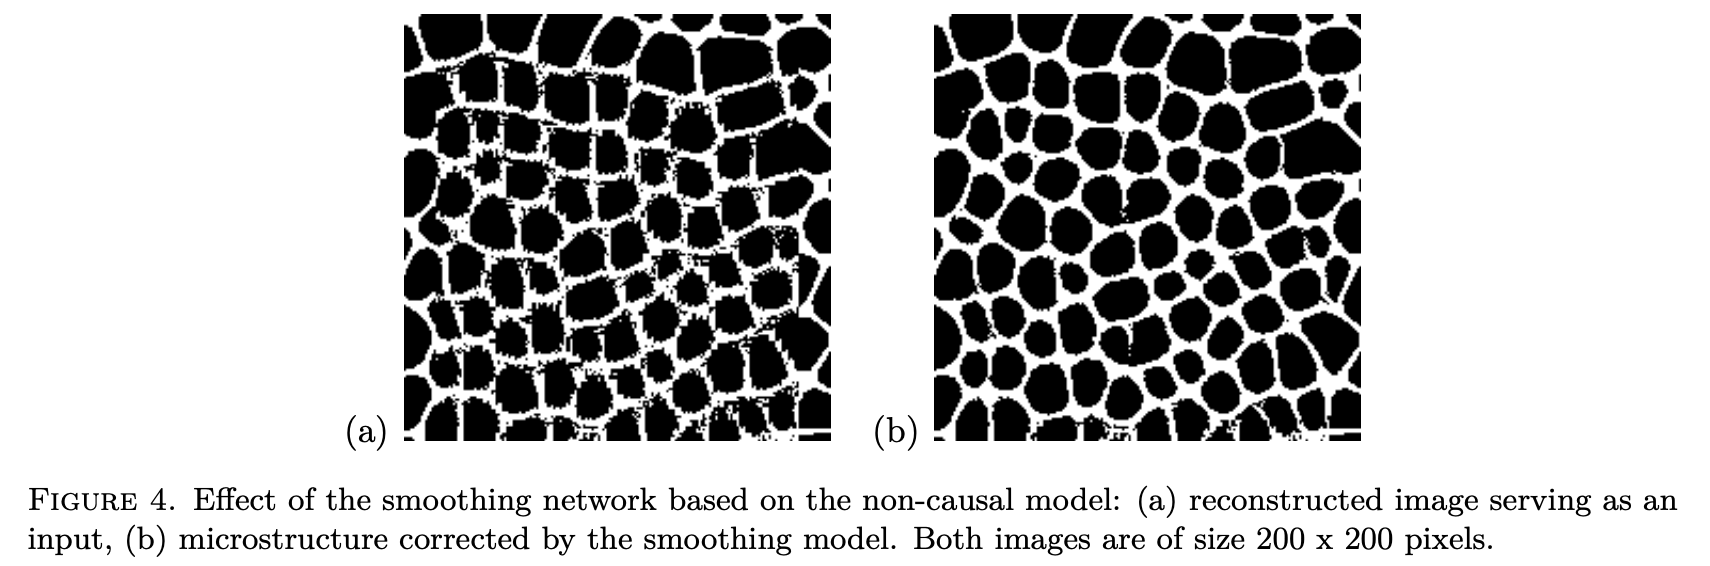 (a)
(b)
FIGURE 4. Effect of the smoothing network based on the non-causal model: (a) reconstructed image serving as an
input, (b) microstructure corrected by the smoothing model. Both images are of size 200 x 200 pixels.